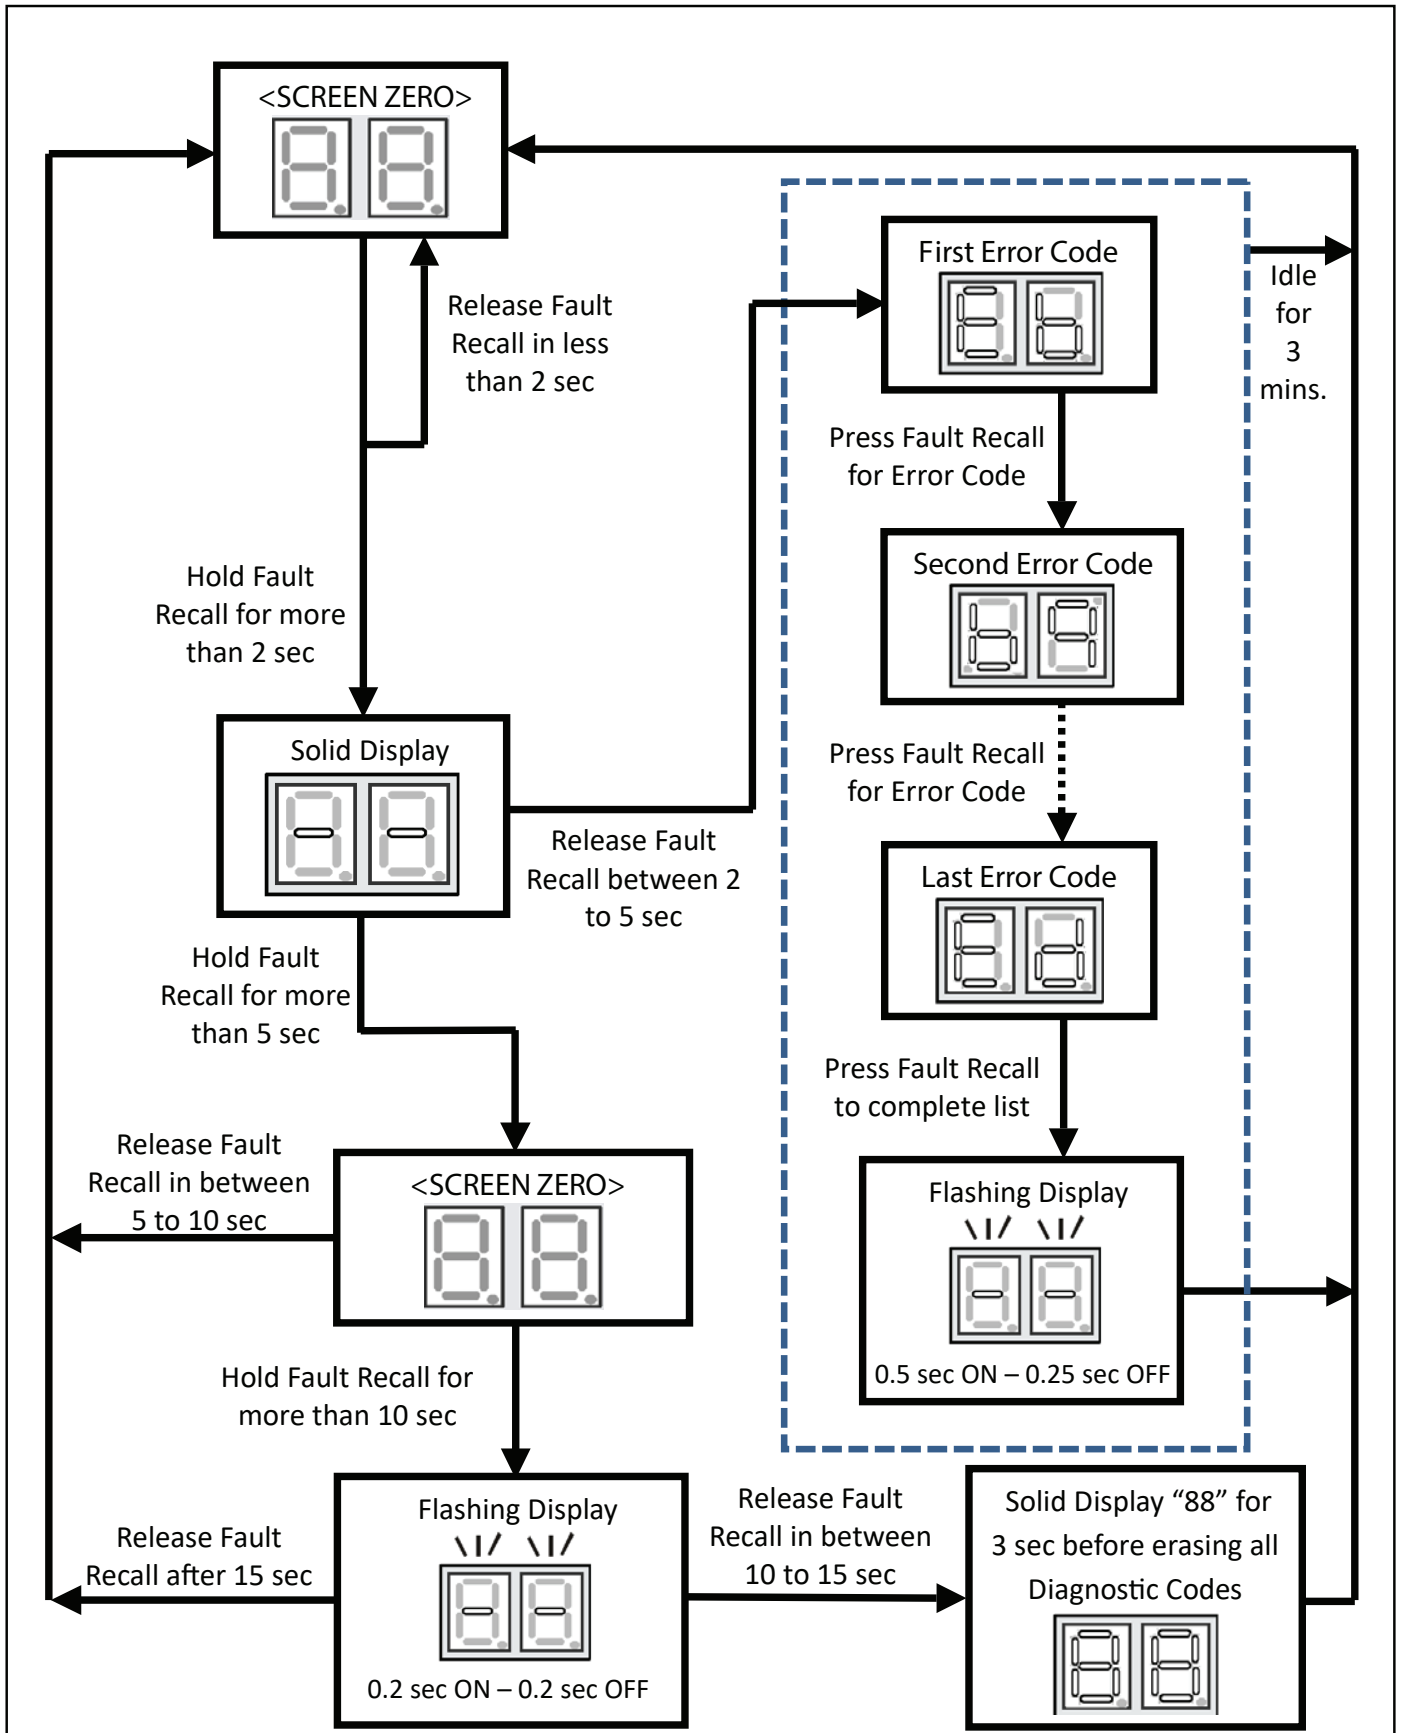 <SCREEN ZERO>
Release Fault
Recall in less
than 2 sec
Hold Fault
Recall for more
than 2 sec
Solid Display
--
Release Fault
Recall between 2
to 5 sec
Hold Fault
Recall for more
than 5 sec
<SCREEN ZERO>
Release Fault
Recall in between
5 to 10 sec
Hold Fault Recall for
more than 10 sec
Flashing Display
--
0.2 sec ON – 0.2 sec OFF
Release Fault
Recall after 15 sec
Release Fault
Recall in between
10 to 15 sec
Solid Display “88” for
3 sec before erasing all
Diagnostic Codes
88
First Error Code
Eb
Press Fault Recall
for Error Code
Second Error Code
b9
Press Fault Recall
for Error Code
Last Error Code
Ed
Press Fault Recall
to complete list
Flashing Display
--
0.5 sec ON – 0.25 sec OFF
Idle
for
3
mins.